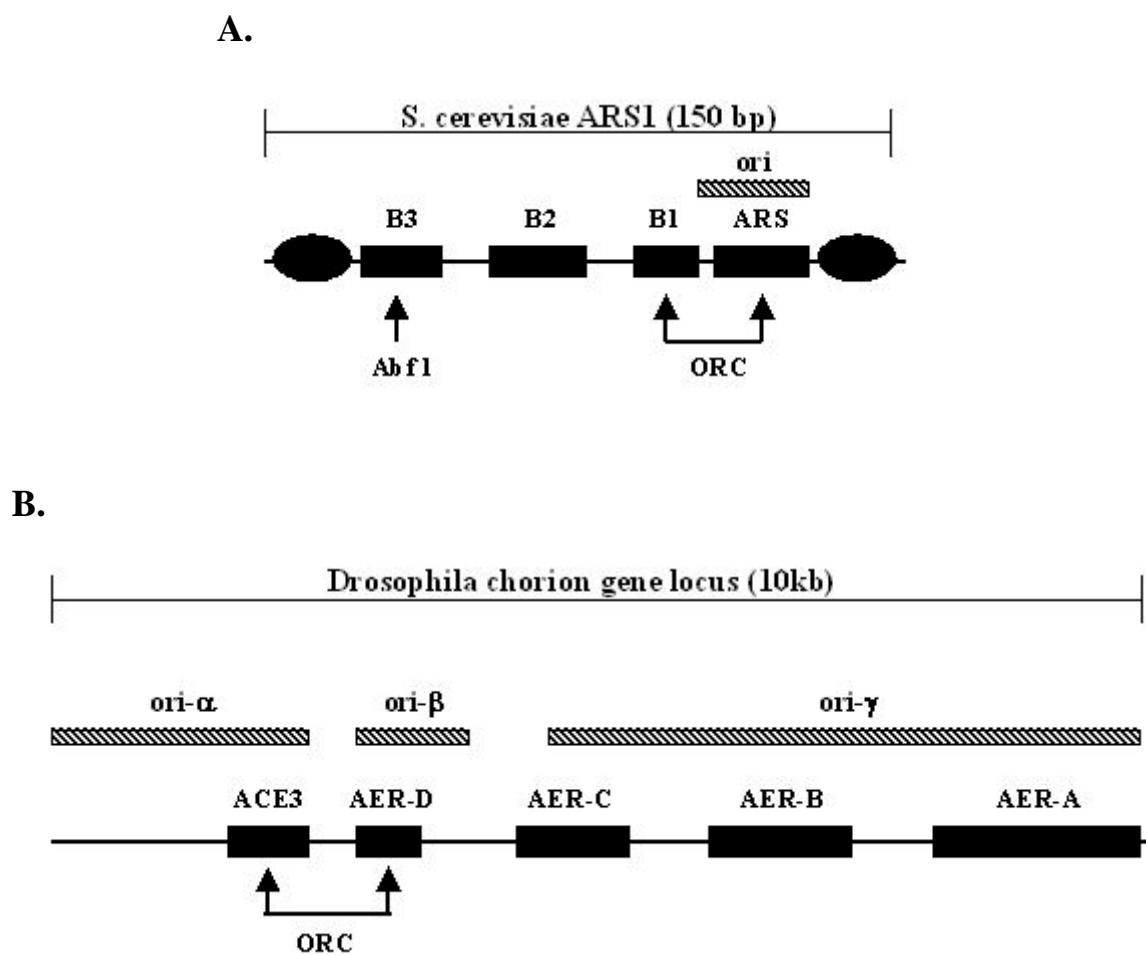 A.
S. cerevisiae ARS1 (150 bp)
ori
B3 B2 B1 ARS
Abf1 ORC
B.
Drosophila chorion gene locus (10kb)
ori-α ori-β ori-γ
ACE3 AER-D AER-C AER-B AER-A
ORC